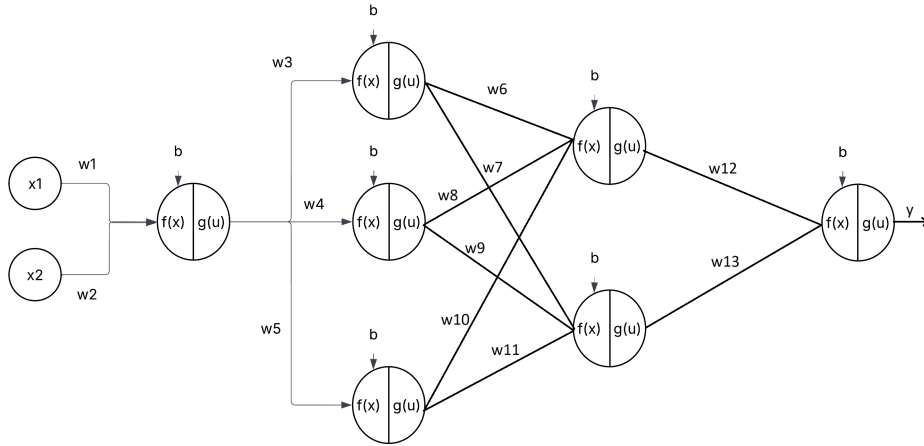 b
w3
f(x) g(u)
w6
b
f(x) g(u)
w1
b
x1
f(x) g(u)
w4
b
f(x) g(u)
w8
w7
w9
w12
b
f(x) g(u)
y
x2
w2
w5
b
f(x) g(u)
w10
w11
b
f(x) g(u)
w13